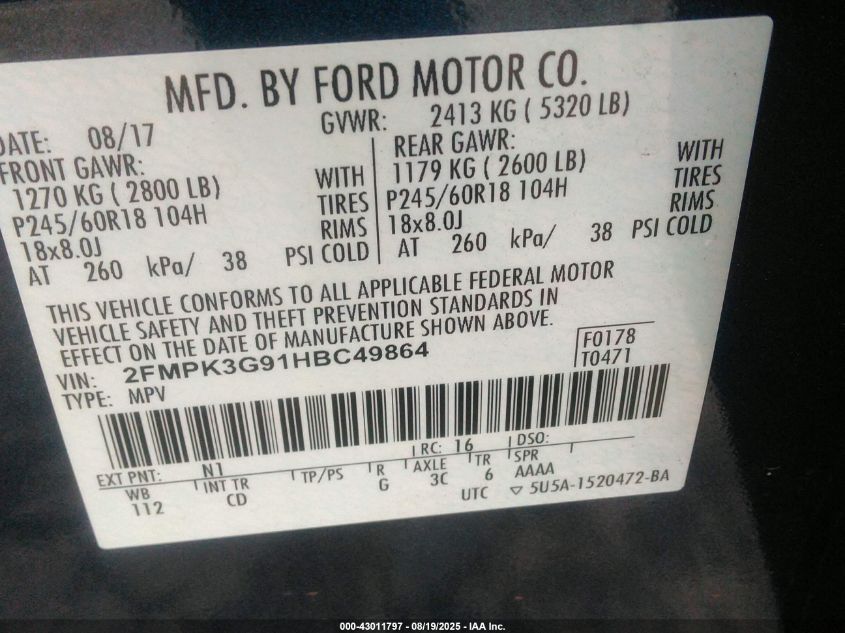 MFD. BY FORD MOTOR CO.
DATE: 08/17 GVWR: 2413 KG ( 5320 LB)
FRONT GAWR: REAR GAWR:
1270 KG ( 2800 LB) WITH 1179 KG ( 2600 LB) WITH
P245/60R18 104H TIRES P245/60R18 104H TIRES
18x8.0J RIMS 18x8.0J RIMS
AT 260 kPa/ 38 PSI COLD AT 260 kPa/ 38 PSI COLD
THIS VEHICLE CONFORMS TO ALL APPLICABLE FEDERAL MOTOR
VEHICLE SAFETY AND THEFT PREVENTION STANDARDS IN
EFFECT ON THE DATE OF MANUFACTURE SHOWN ABOVE.
VIN: 2FMPK3G91HBC49864 F0178
TYPE: MPV T0471
EXT PNT: N1 RC: 16 DSO:
WB INT TR TP/PS R AXLE TR SPR
112 CD G 3C 6 AAAA
UTC ▽ 5U5A-1520472-BA
000-43011797 - 08/19/2025 - IAA Inc.